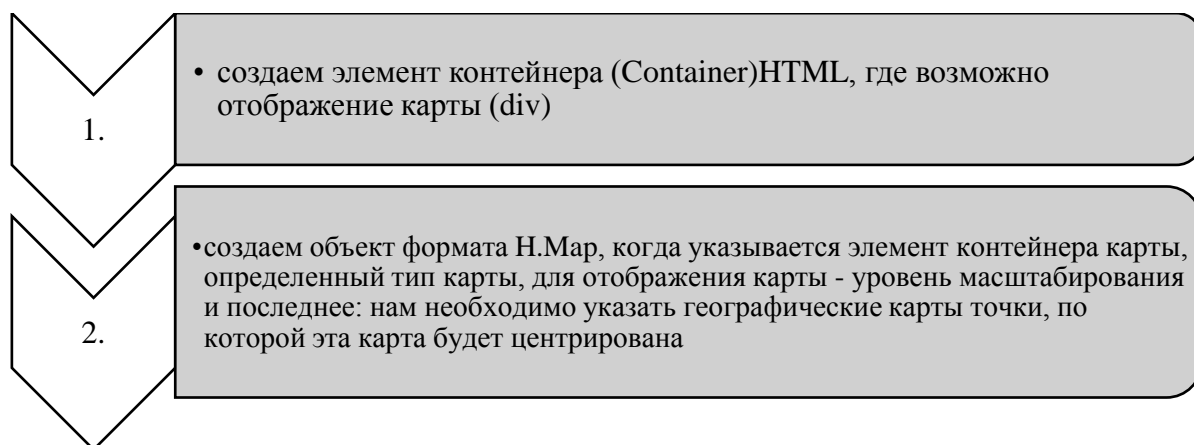 1.
• создаем элемент контейнера (Container)HTML, где возможно
отображение карты (div)
2.
•создаем объект формата H.Map, когда указывается элемент контейнера карты,
определенный тип карты, для отображения карты - уровень масштабирования
и последнее: нам необходимо указать географические карты точки, по
которой эта карта будет центрирована